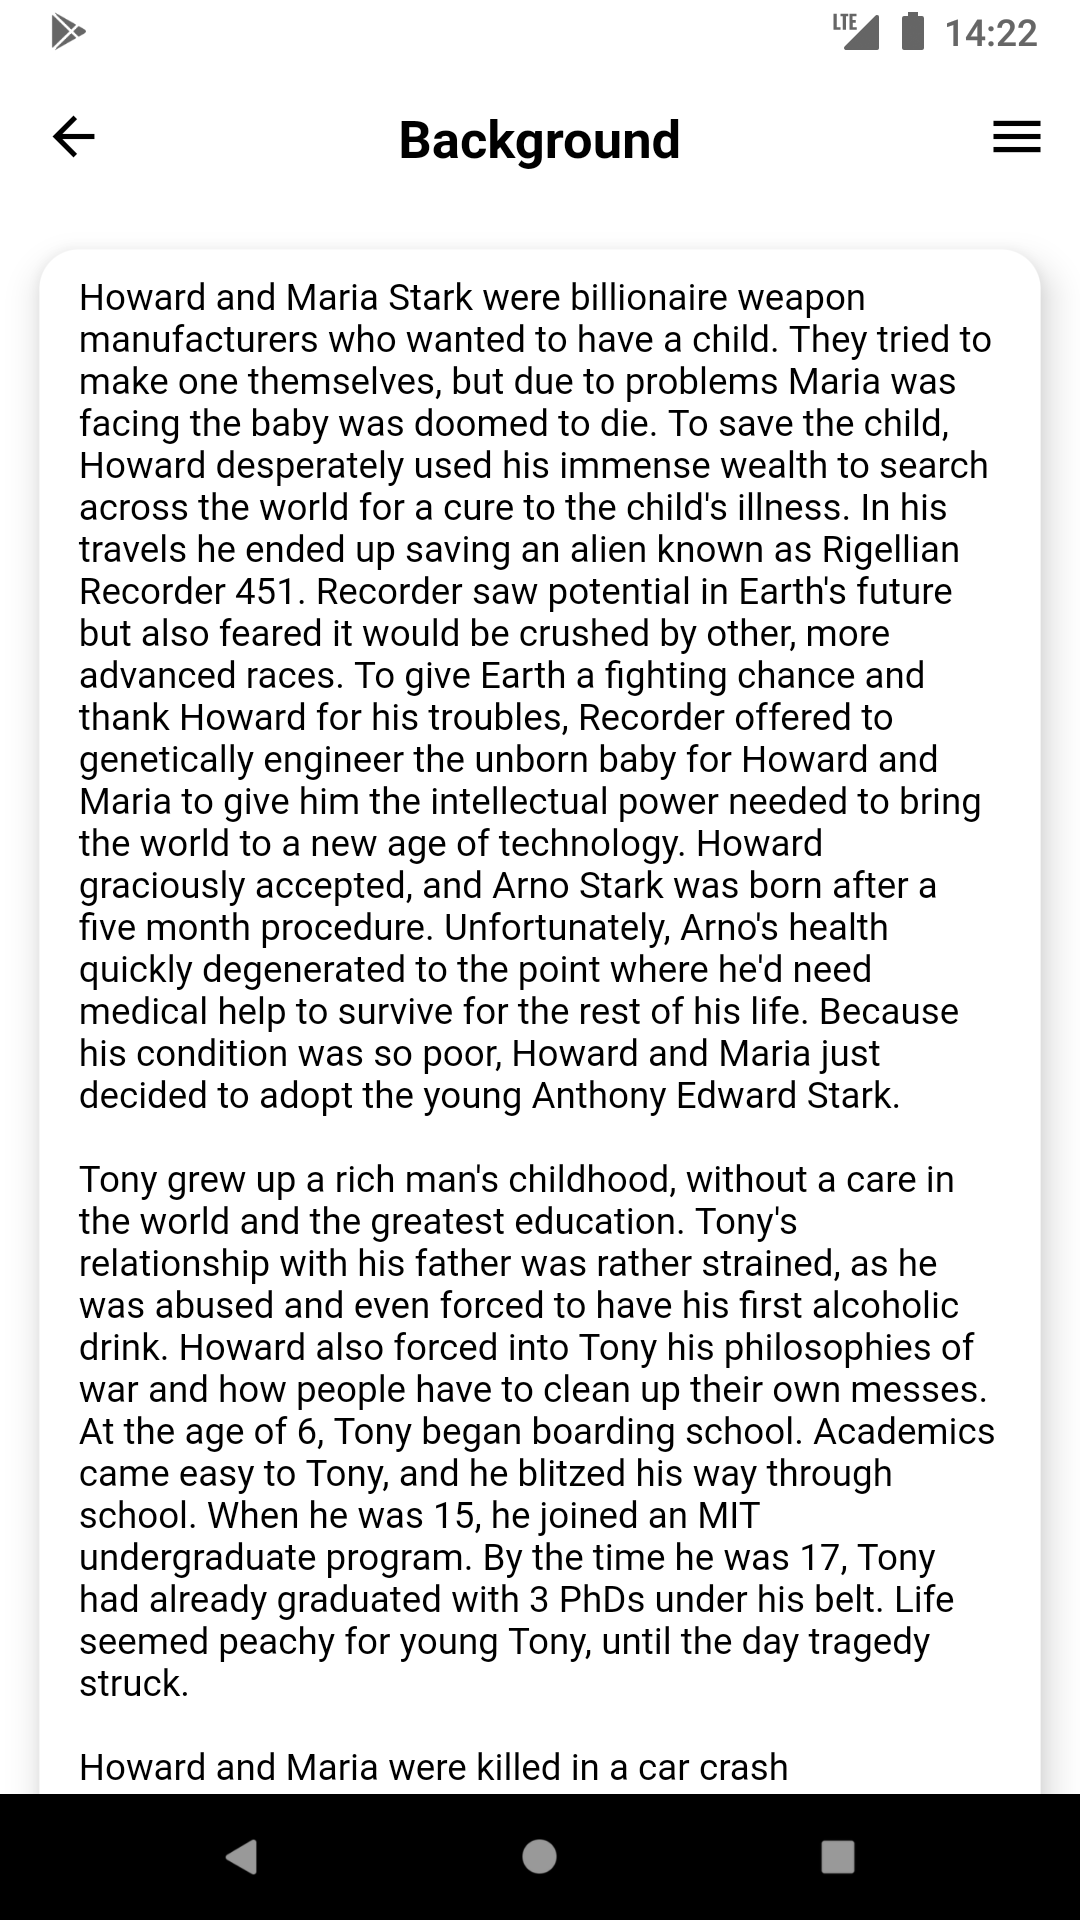 LTE 14:22
Background
Howard and Maria Stark were billionaire weapon
manufacturers who wanted to have a child. They tried to
make one themselves, but due to problems Maria was
facing the baby was doomed to die. To save the child,
Howard desperately used his immense wealth to search
across the world for a cure to the child's illness. In his
travels he ended up saving an alien known as Rigellian
Recorder 451. Recorder saw potential in Earth's future
but also feared it would be crushed by other, more
advanced races. To give Earth a fighting chance and
thank Howard for his troubles, Recorder offered to
genetically engineer the unborn baby for Howard and
Maria to give him the intellectual power needed to bring
the world to a new age of technology. Howard
graciously accepted, and Arno Stark was born after a
five month procedure. Unfortunately, Arno's health
quickly degenerated to the point where he'd need
medical help to survive for the rest of his life. Because
his condition was so poor, Howard and Maria just
decided to adopt the young Anthony Edward Stark.
Tony grew up a rich man's childhood, without a care in
the world and the greatest education. Tony's
relationship with his father was rather strained, as he
was abused and even forced to have his first alcoholic
drink. Howard also forced into Tony his philosophies of
war and how people have to clean up their own messes.
At the age of 6, Tony began boarding school. Academics
came easy to Tony, and he blitzed his way through
school. When he was 15, he joined an MIT
undergraduate program. By the time he was 17, Tony
had already graduated with 3 PhDs under his belt. Life
seemed peachy for young Tony, until the day tragedy
struck.
Howard and Maria were killed in a car crash